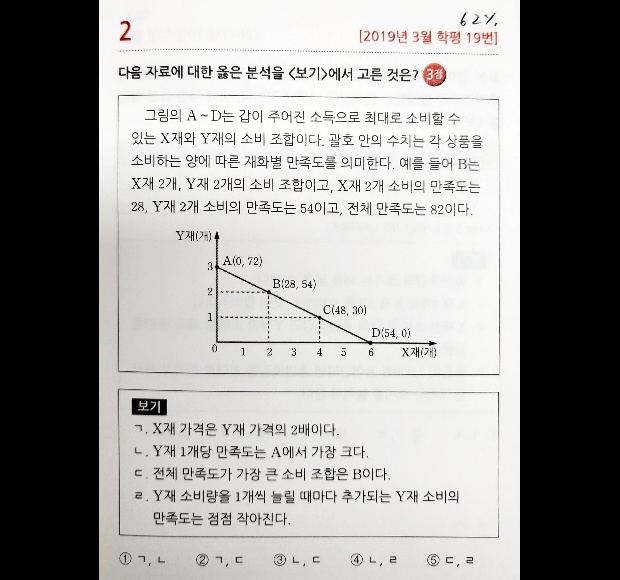 62%.
2
[2019년 3월 학평 19번]
다음 자료에 대한 옳은 분석을 <보기>에서 고른 것은? 3점
그림의 A ~ D는 갑이 주어진 소득으로 최대로 소비할 수
있는 X재와 Y재의 소비 조합이다. 괄호 안의 수치는 각 상품을
소비하는 양에 따른 재화별 만족도를 의미한다. 예를 들어 B는
X재 2개, Y재 2개의 소비 조합이고, X재 2개 소비의 만족도는
28, Y재 2개 소비의 만족도는 54이고, 전체 만족도는 82이다.
Y재(개)
3 A(0, 72)
2 B(28, 54)
1 C(48, 30)
D(54, 0)
0 1 2 3 4 5 6 X재(개)
보기
ㄱ. X재 가격은 Y재 가격의 2배이다.
ㄴ. Y재 1개당 만족도는 A에서 가장 크다.
ㄷ. 전체 만족도가 가장 큰 소비 조합은 B이다.
ㄹ. Y재 소비량을 1개씩 늘릴 때마다 추가되는 Y재 소비의
만족도는 점점 작아진다.
① ㄱ, ㄴ ② ㄱ, ㄷ ③ ㄴ, ㄷ ④ ㄴ, ㄹ ⑤ ㄷ, ㄹ